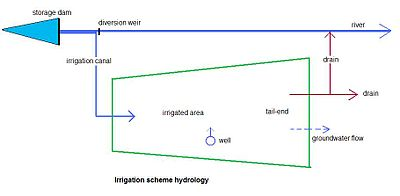 storage dam
diversion weir
river
irrigation canal
drain
irrigated area
tail-end
drain
well
groundwater flow
Irrigation scheme hydrology